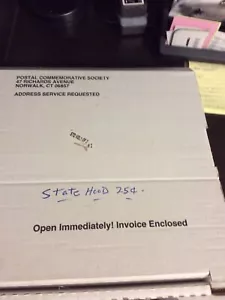 POSTAL COMMEMORATIVE SOCIETY
47 RICHARDS AVENUE
NORWALK, CT 06857
ADDRESS SERVICE REQUESTED
State HOOD 25¢.
Open Immediately! Invoice Enclosed